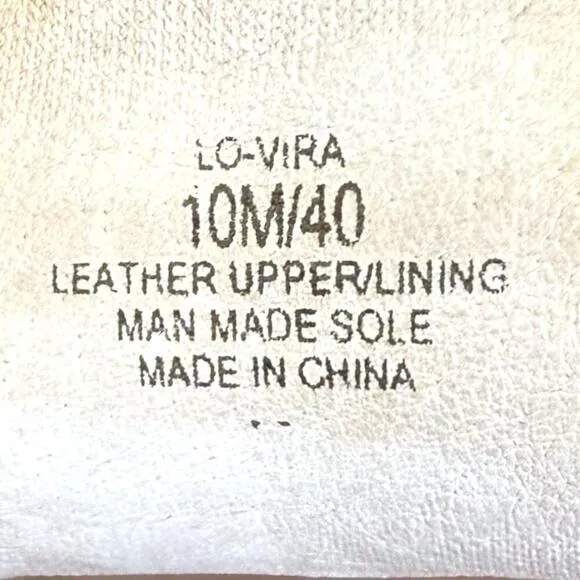 LO-VIRA
10M/40
LEATHER UPPER/LINING
MAN MADE SOLE
MADE IN CHINA